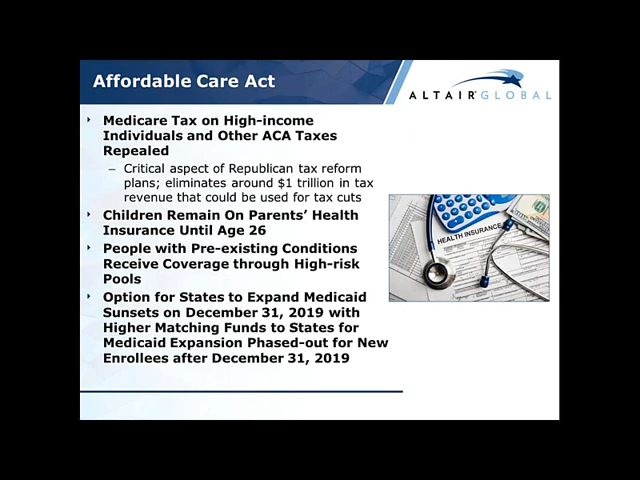 Affordable Care Act
ALTAIR GLOBAL
Medicare Tax on High-income
Individuals and Other ACA Taxes
Repealed
– Critical aspect of Republican tax reform
plans; eliminates around $1 trillion in tax
revenue that could be used for tax cuts
Children Remain On Parents’ Health
Insurance Until Age 26
People with Pre-existing Conditions
Receive Coverage through High-risk
Pools
Option for States to Expand Medicaid
Sunsets on December 31, 2019 with
Higher Matching Funds to States for
Medicaid Expansion Phased-out for New
Enrollees after December 31, 2019
HEALTH INSURANCE